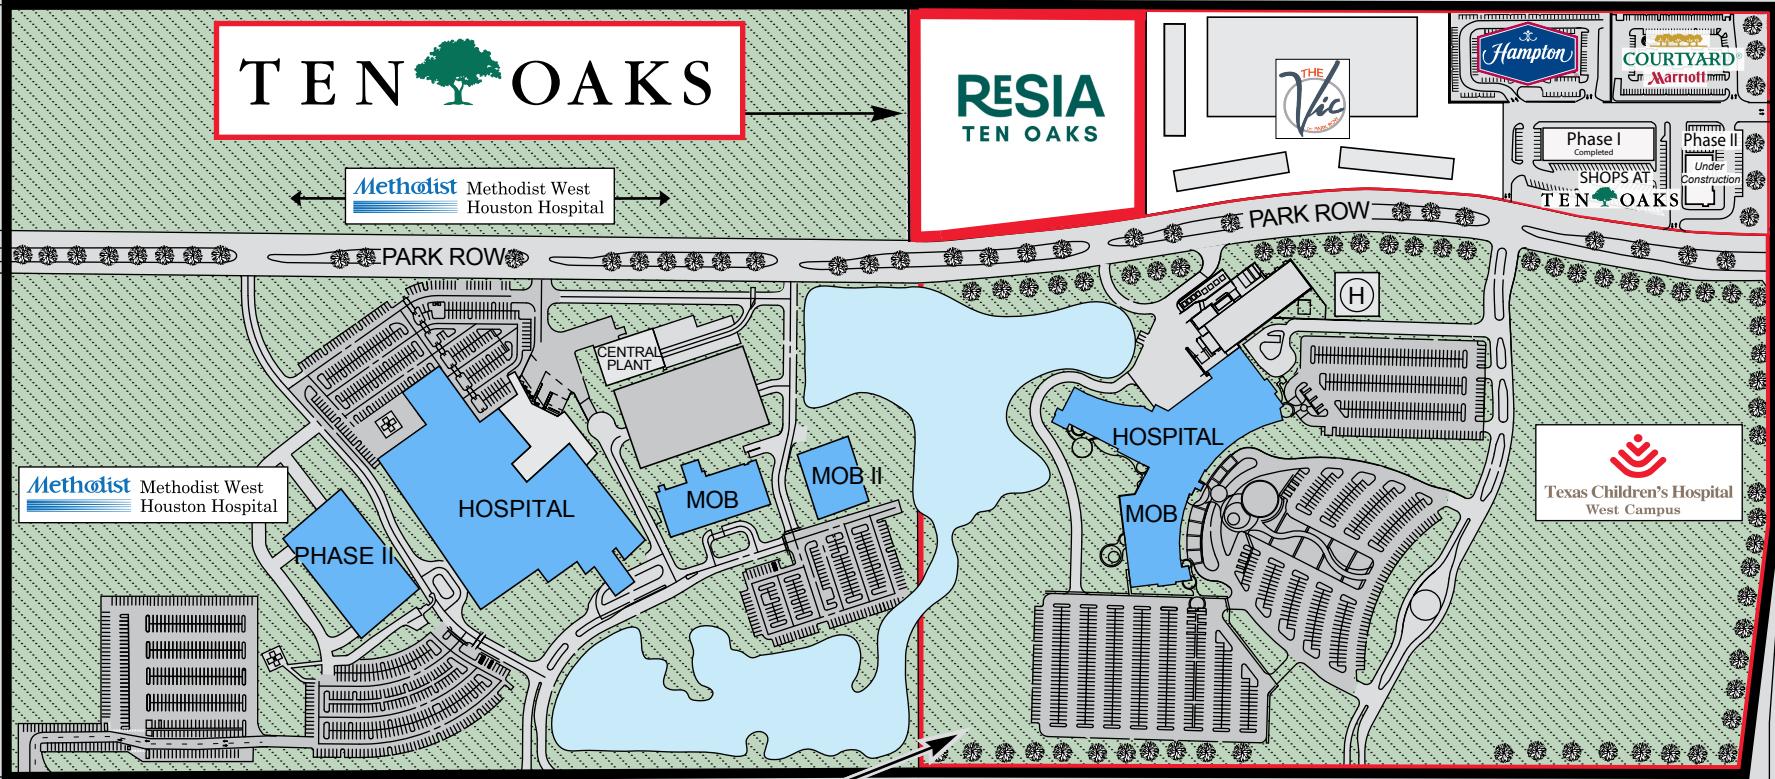 TEN OAKS
RESIA
TEN OAKS
THE
Vic
Hampton
COURTYARD
Marriott
Phase I
Completed
Phase II
Under
Construction
SHOPS AT
TEN OAKS
Methodist
Methodist West
Houston Hospital
PARK ROW
PARK ROW
H
CENTRAL
PLANT
HOSPITAL
MOB
MOB II
HOSPITAL
MOB
PHASE II
Methodist
Methodist West
Houston Hospital
Texas Children's Hospital
West Campus